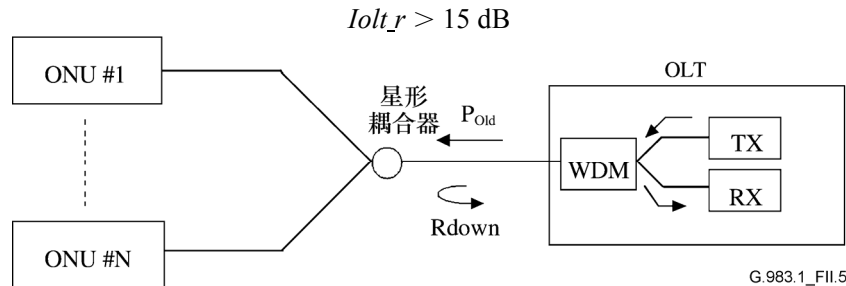 Iolt_r > 15 dB
ONU #1
OLT
星形
耦合器
P_Old
TX
WDM
RX
Rdown
ONU #N
G.983.1_FII.5